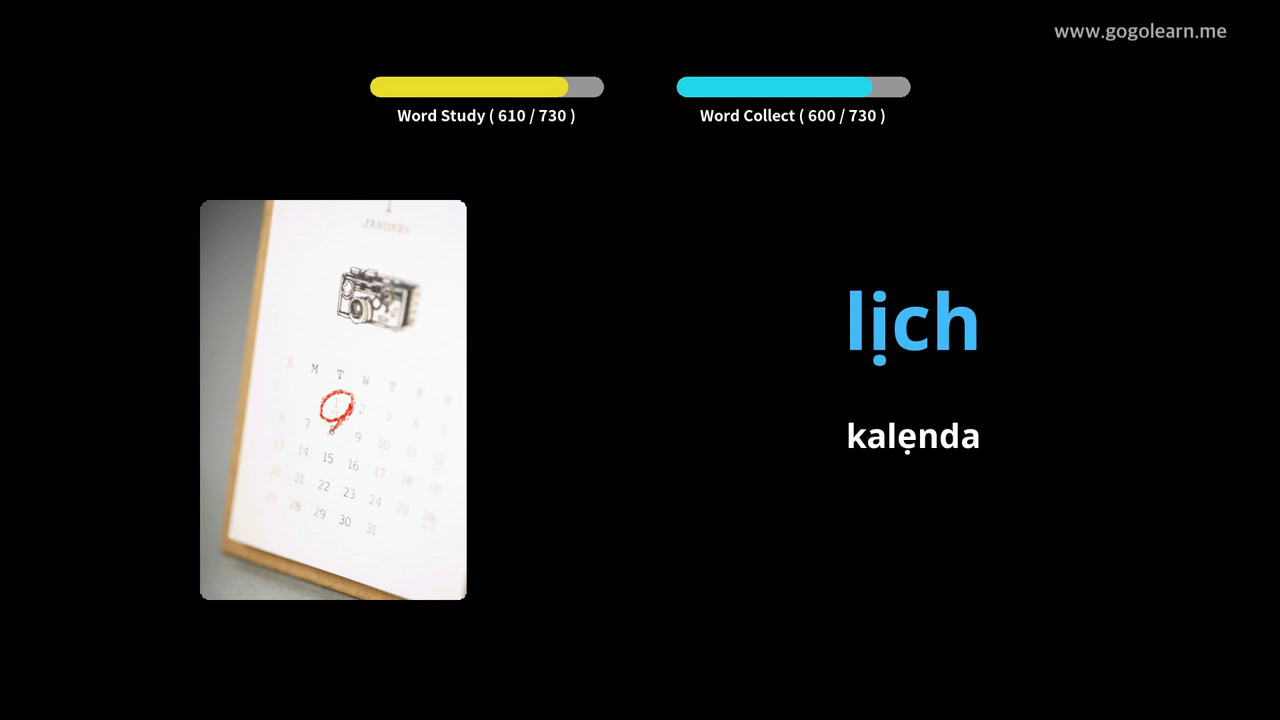 www.gogolearn.me
Word Study ( 610 / 730 )
Word Collect ( 600 / 730 )
JANUARY
S M T W T F S
1 2 3 4 5
6 7 8 9 10 11 12
13 14 15 16 17 18 19
20 21 22 23 24 25 26
27 28 29 30 31
lịch
kalẹnda